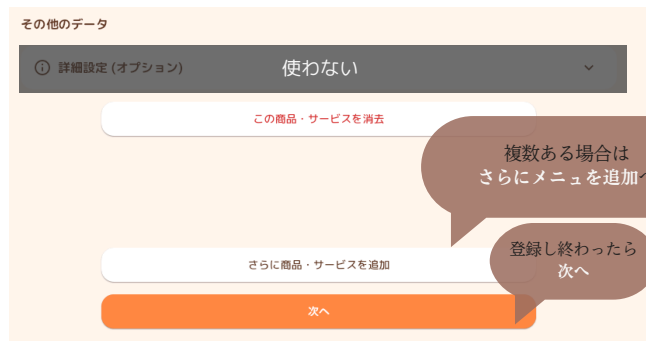 その他のデータ
詳細設定 (オプション)
使わない
この商品・サービスを消去
複数ある場合は
さらにメニュを追加へ
さらに商品・サービスを追加
登録し終わったら
次へ
次へ